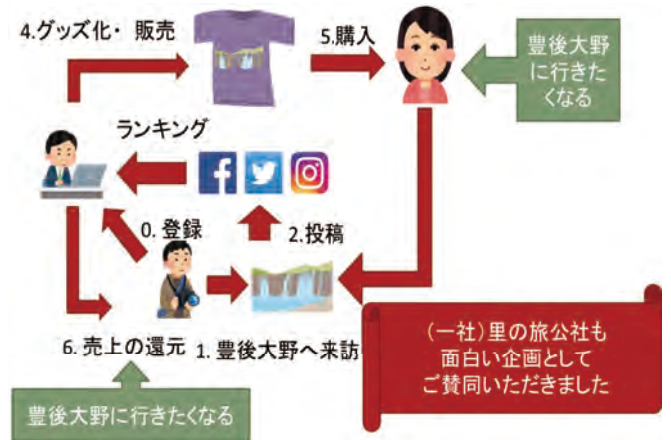 4.グッズ化・ 販売
5.購入
豊後大野
に行きた
くなる
ランキング
0. 登録
2.投稿
6. 売上の還元
1. 豊後大野へ来訪
(一社)里の旅公社も
面白い企画として
ご賛同いただきました
豊後大野に行きたくなる